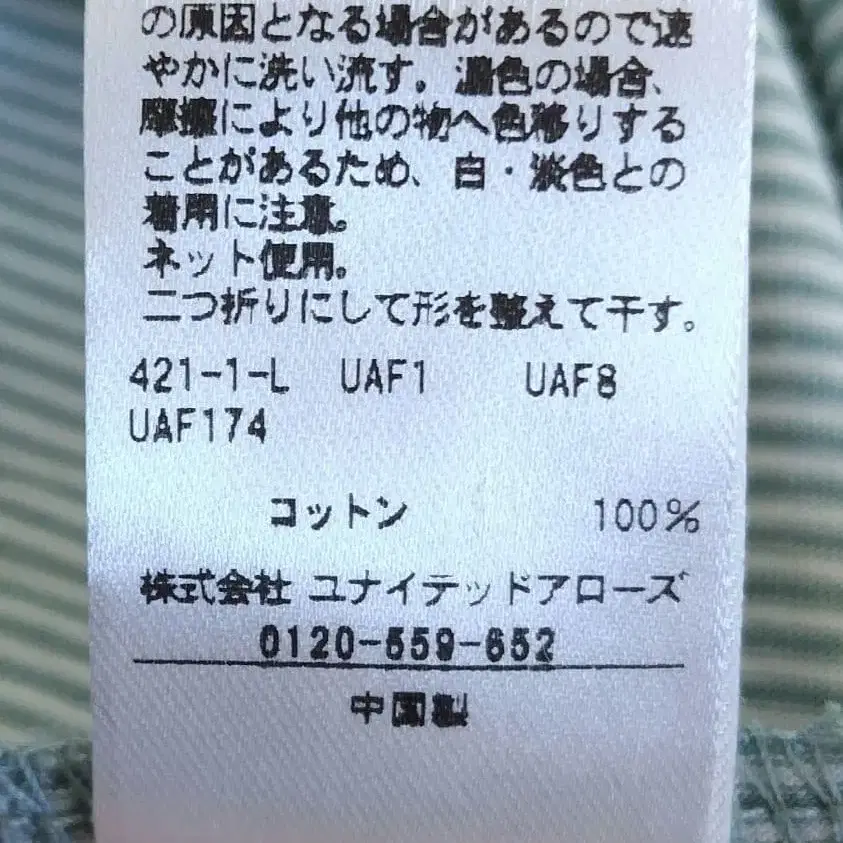 の原因となる場合があるので速
やかに洗い流す。濃色の場合、
摩擦により他の物へ色移りする
ことがあるため、白・淡色との
着用に注意。
ネット使用。
二つ折りにして形を整えて干す。
421-1-L UAF1 UAF8
UAF174
コットン 100%
株式会社 ユナイテッドアローズ
0120-559-652
中国製